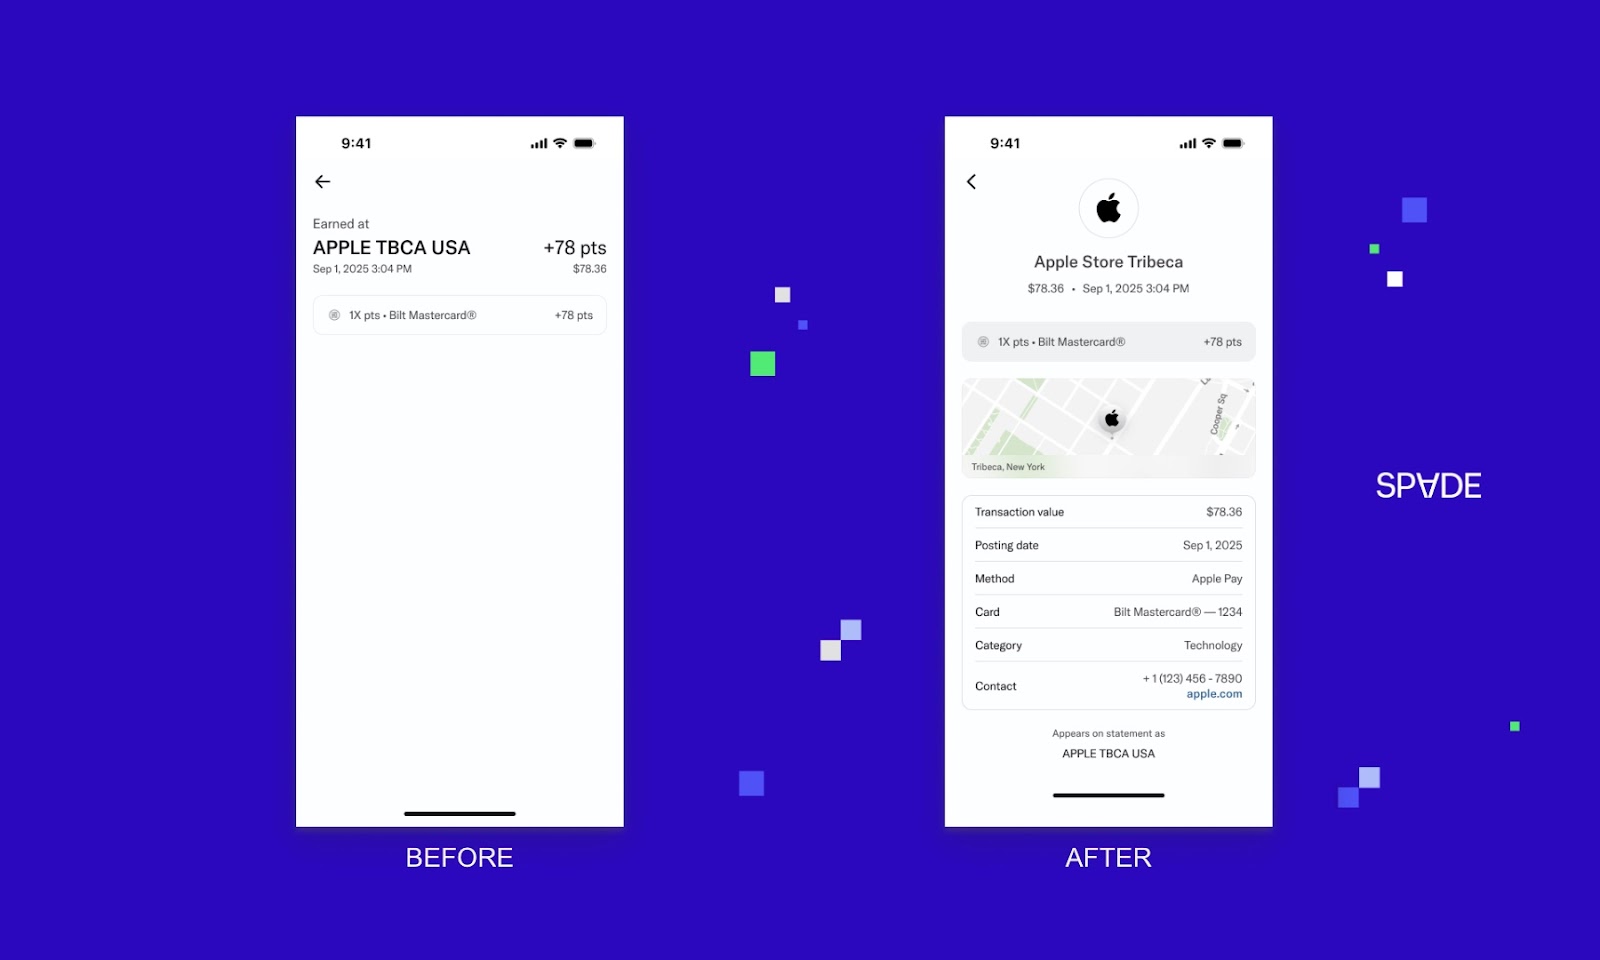 9:41
Earned at
APPLE TBCA USA +78 pts
Sep 1, 2025 3:04 PM $78.36
1X pts • Bilt Mastercard® +78 pts
BEFORE
9:41
Apple Store Tribeca
$78.36 • Sep 1, 2025 3:04 PM
1X pts • Bilt Mastercard® +78 pts
Cooper Sq
Tribeca, New York
Transaction value $78.36
Posting date Sep 1, 2025
Method Apple Pay
Card Bilt Mastercard® — 1234
Category Technology
Contact + 1 (123) 456 - 7890
apple.com
Appears on statement as
APPLE TBCA USA
AFTER
SP∀DE